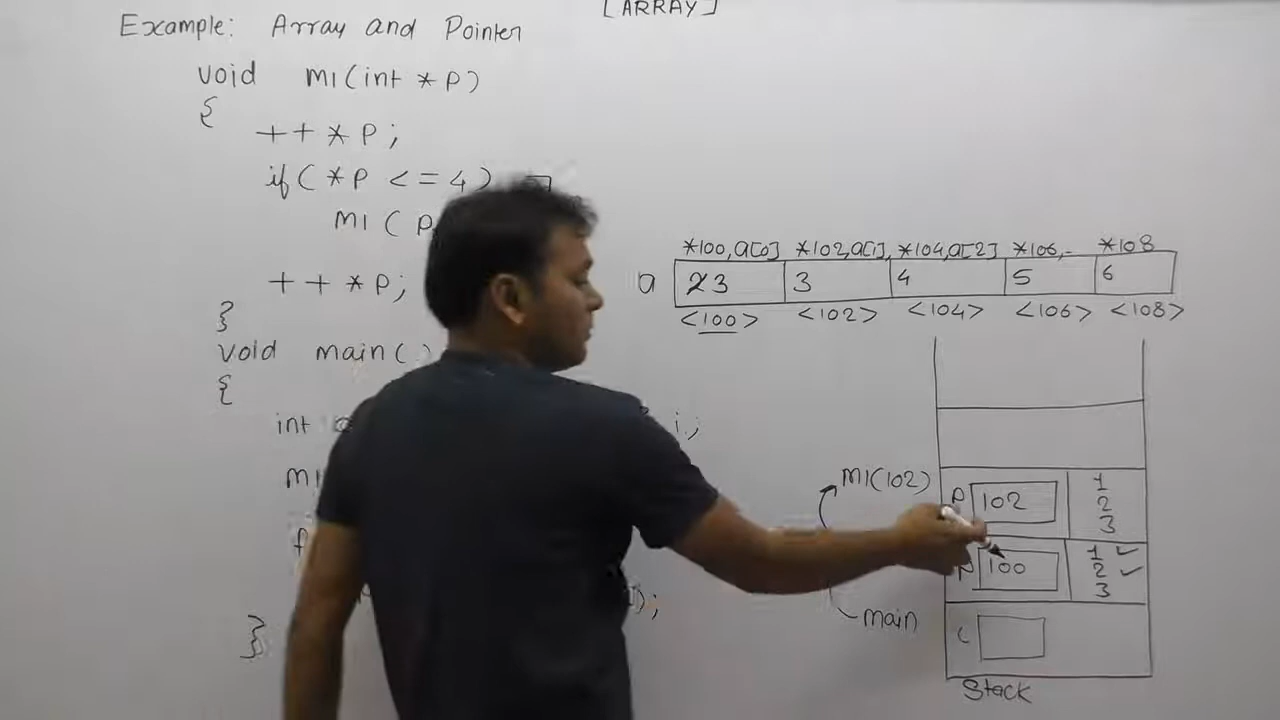 [ARRAY]
Example: Array and Pointer
void m1(int *P)
{
++*P;
if(*P <=4)
m1(P
++*P;
}
void main()
{
int
m1
i;
);
}
*100,a[0] *102,a[1], *104,a[2] *106,- *108
a 23 3 4 5 6
<100> <102> <104> <106> <108>
m1(102) P 102 1 2 3
P 100 1 ✓ 2 ✓ 3
main i
Stack